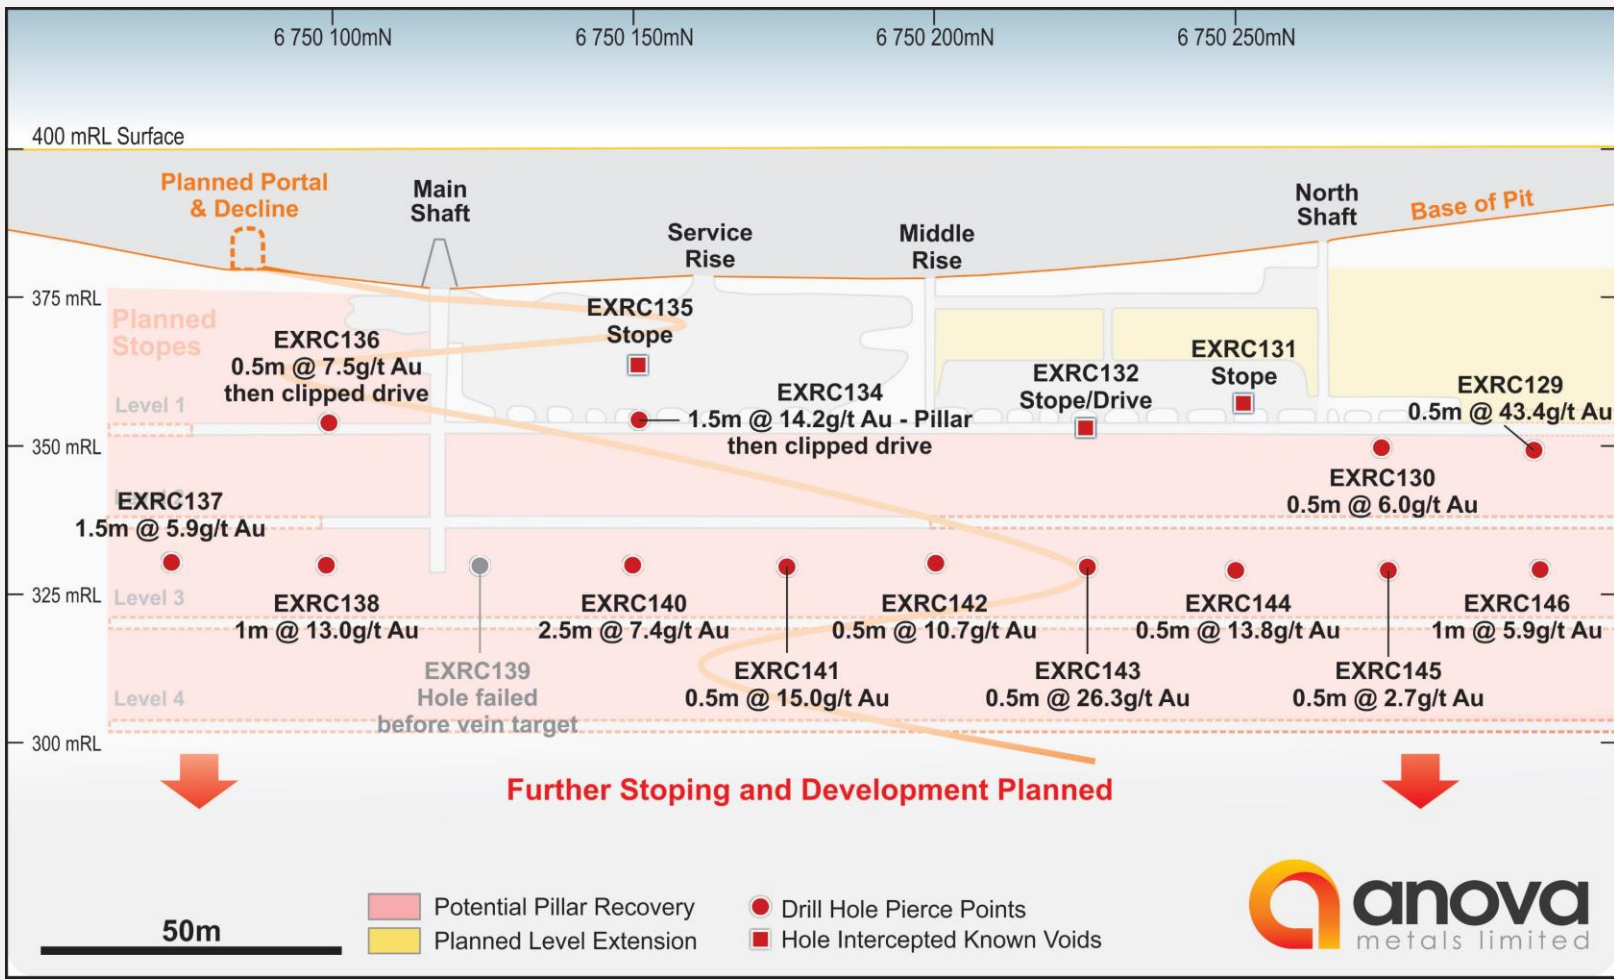 6 750 100mN
6 750 150mN
6 750 200mN
6 750 250mN
400 mRL Surface
Planned Portal
& Decline
Main
Shaft
Service
Rise
Middle
Rise
North
Shaft
Base of Pit
375 mRL
Planned
Stopes
EXRC136
0.5m @ 7.5g/t Au
then clipped drive
EXRC135
Stope
EXRC134
1.5m @ 14.2g/t Au - Pillar
then clipped drive
EXRC132
Stope/Drive
EXRC131
Stope
EXRC129
0.5m @ 43.4g/t Au
Level 1
350 mRL
EXRC130
0.5m @ 6.0g/t Au
EXRC137
1.5m @ 5.9g/t Au
325 mRL
Level 3
EXRC138
1m @ 13.0g/t Au
EXRC139
Hole failed
before vein target
EXRC140
2.5m @ 7.4g/t Au
EXRC141
0.5m @ 15.0g/t Au
EXRC142
0.5m @ 10.7g/t Au
EXRC143
0.5m @ 26.3g/t Au
EXRC144
0.5m @ 13.8g/t Au
EXRC145
0.5m @ 2.7g/t Au
EXRC146
1m @ 5.9g/t Au
Level 4
300 mRL
Further Stoping and Development Planned
50m
Potential Pillar Recovery
Planned Level Extension
Drill Hole Pierce Points
Hole Intercepted Known Voids
anova
metals limited